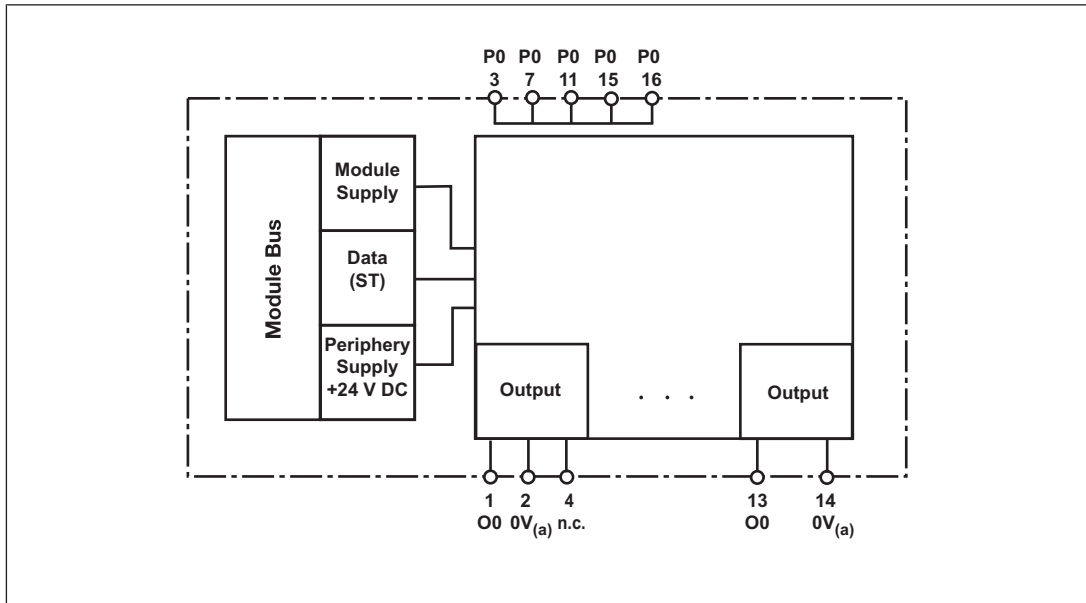 P0 P0 P0 P0 P0
3 7 11 15 16
Module Bus
Module
Supply
Data
(ST)
Periphery
Supply
+24 V DC
Output
. . .
Output
1 2 4 13 14
O0 0V(a) n.c. O0 0V(a)